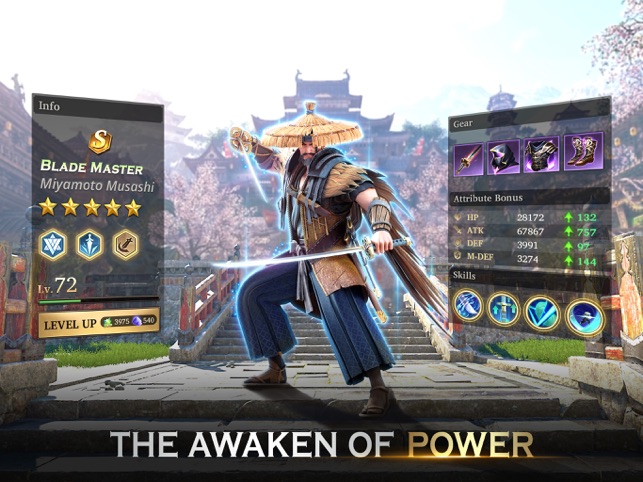 Info
S
BLADE MASTER
Miyamoto Musashi
Lv. 72
LEVEL UP 3975 540
Gear
Attribute Bonus
HP 28172 132
ATK 67867 757
DEF 3991 97
M-DEF 3274 144
Skills
THE AWAKEN OF POWER